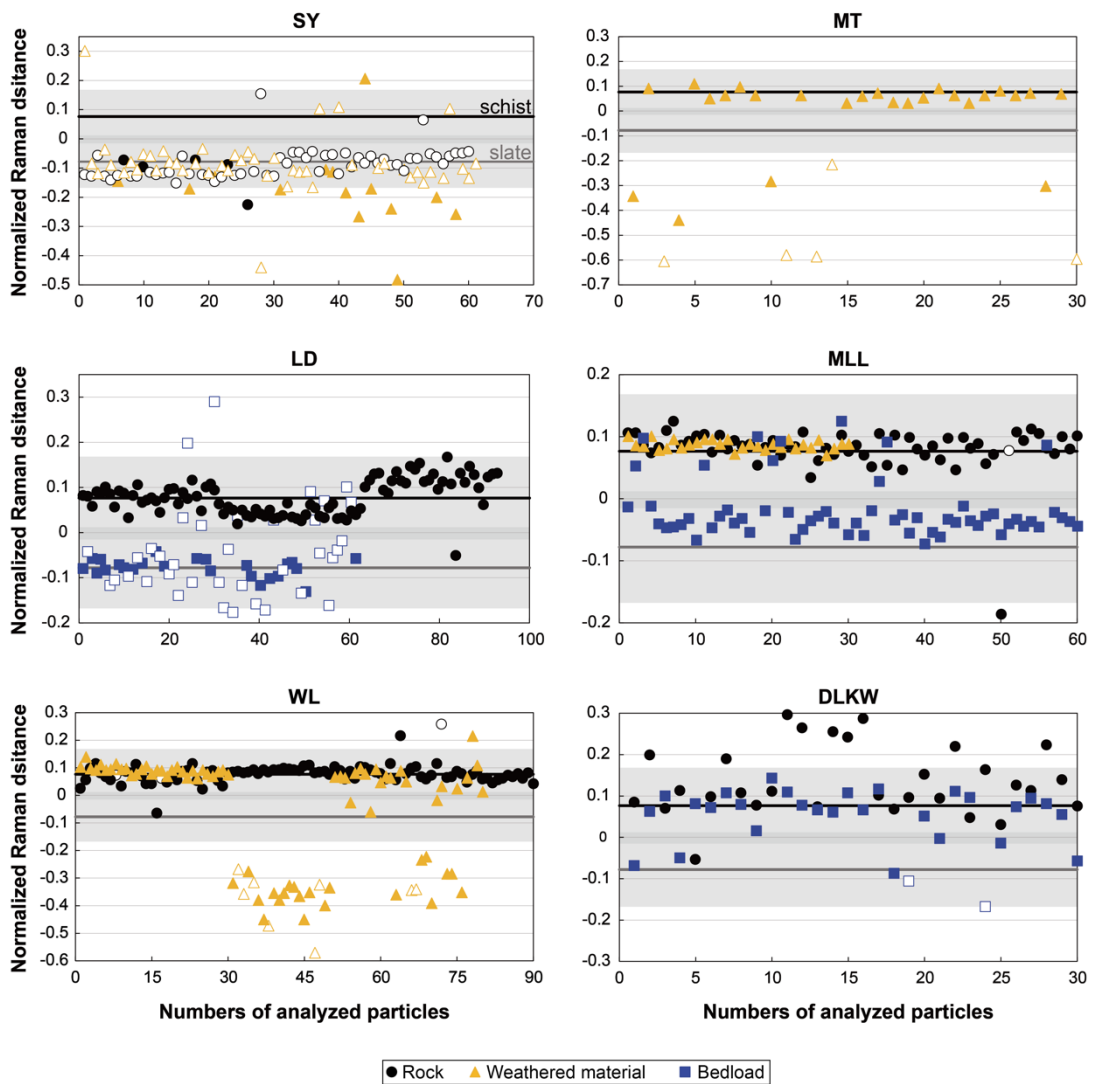 SY
Normalized Raman dsitance
0.3
0.2
0.1
0
-0.1
-0.2
-0.3
-0.4
-0.5
schist
slate
0 10 20 30 40 50 60 70
MT
0.3
0.2
0.1
0
-0.1
-0.2
-0.3
-0.4
-0.5
-0.6
-0.7
0 5 10 15 20 25 30
LD
Normalized Raman dsitance
0.3
0.2
0.1
0
-0.1
-0.2
0 20 40 60 80 100
MLL
0.2
0.1
0
-0.1
-0.2
0 10 20 30 40 50 60
WL
Normalized Raman dsitance
0.3
0.2
0.1
0
-0.1
-0.2
-0.3
-0.4
-0.5
-0.6
0 15 30 45 60 75 90
Numbers of analyzed particles
DLKW
0.3
0.2
0.1
0
-0.1
-0.2
-0.3
0 5 10 15 20 25 30
Numbers of analyzed particles
Rock Weathered material Bedload